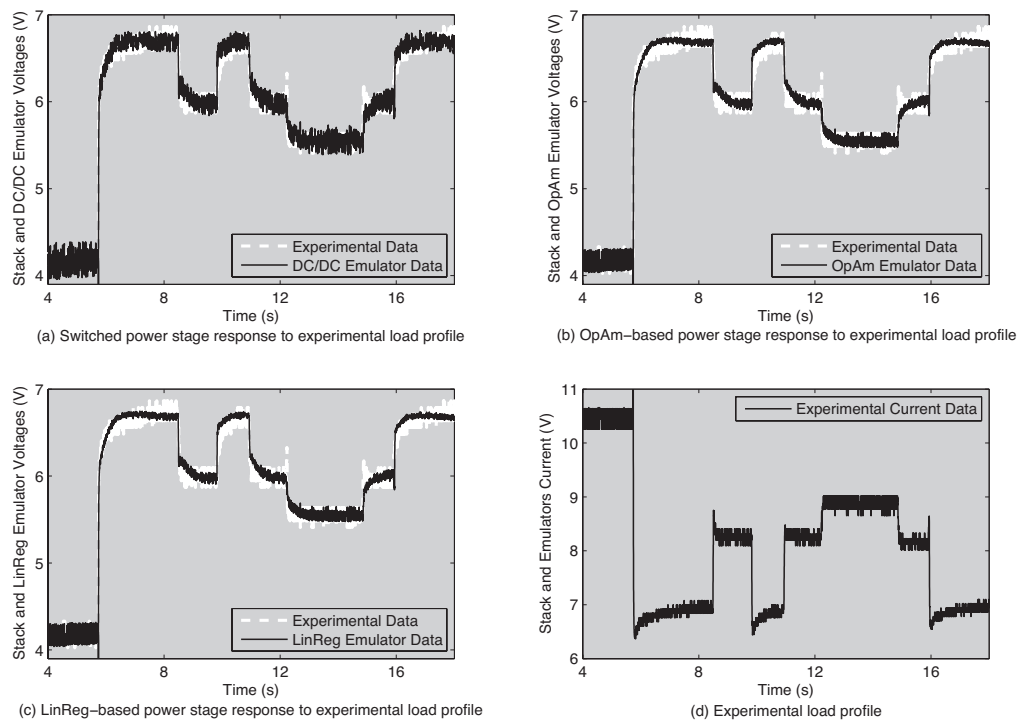 Stack and DC/DC Emulator Voltages (V)
7
6
5
4
Experimental Data
DC/DC Emulator Data
4 8 12 16
Time (s)
(a) Switched power stage response to experimental load profile
Stack and OpAm Emulator Voltages (V)
7
6
5
4
Experimental Data
OpAm Emulator Data
4 8 12 16
Time (s)
(b) OpAm−based power stage response to experimental load profile
Stack and LinReg Emulator Voltages (V)
7
6
5
4
Experimental Data
LinReg Emulator Data
4 8 12 16
Time (s)
(c) LinReg−based power stage response to experimental load profile
Stack and Emulators Current (V)
11
10
9
8
7
6
Experimental Current Data
4 8 12 16
Time (s)
(d) Experimental load profile